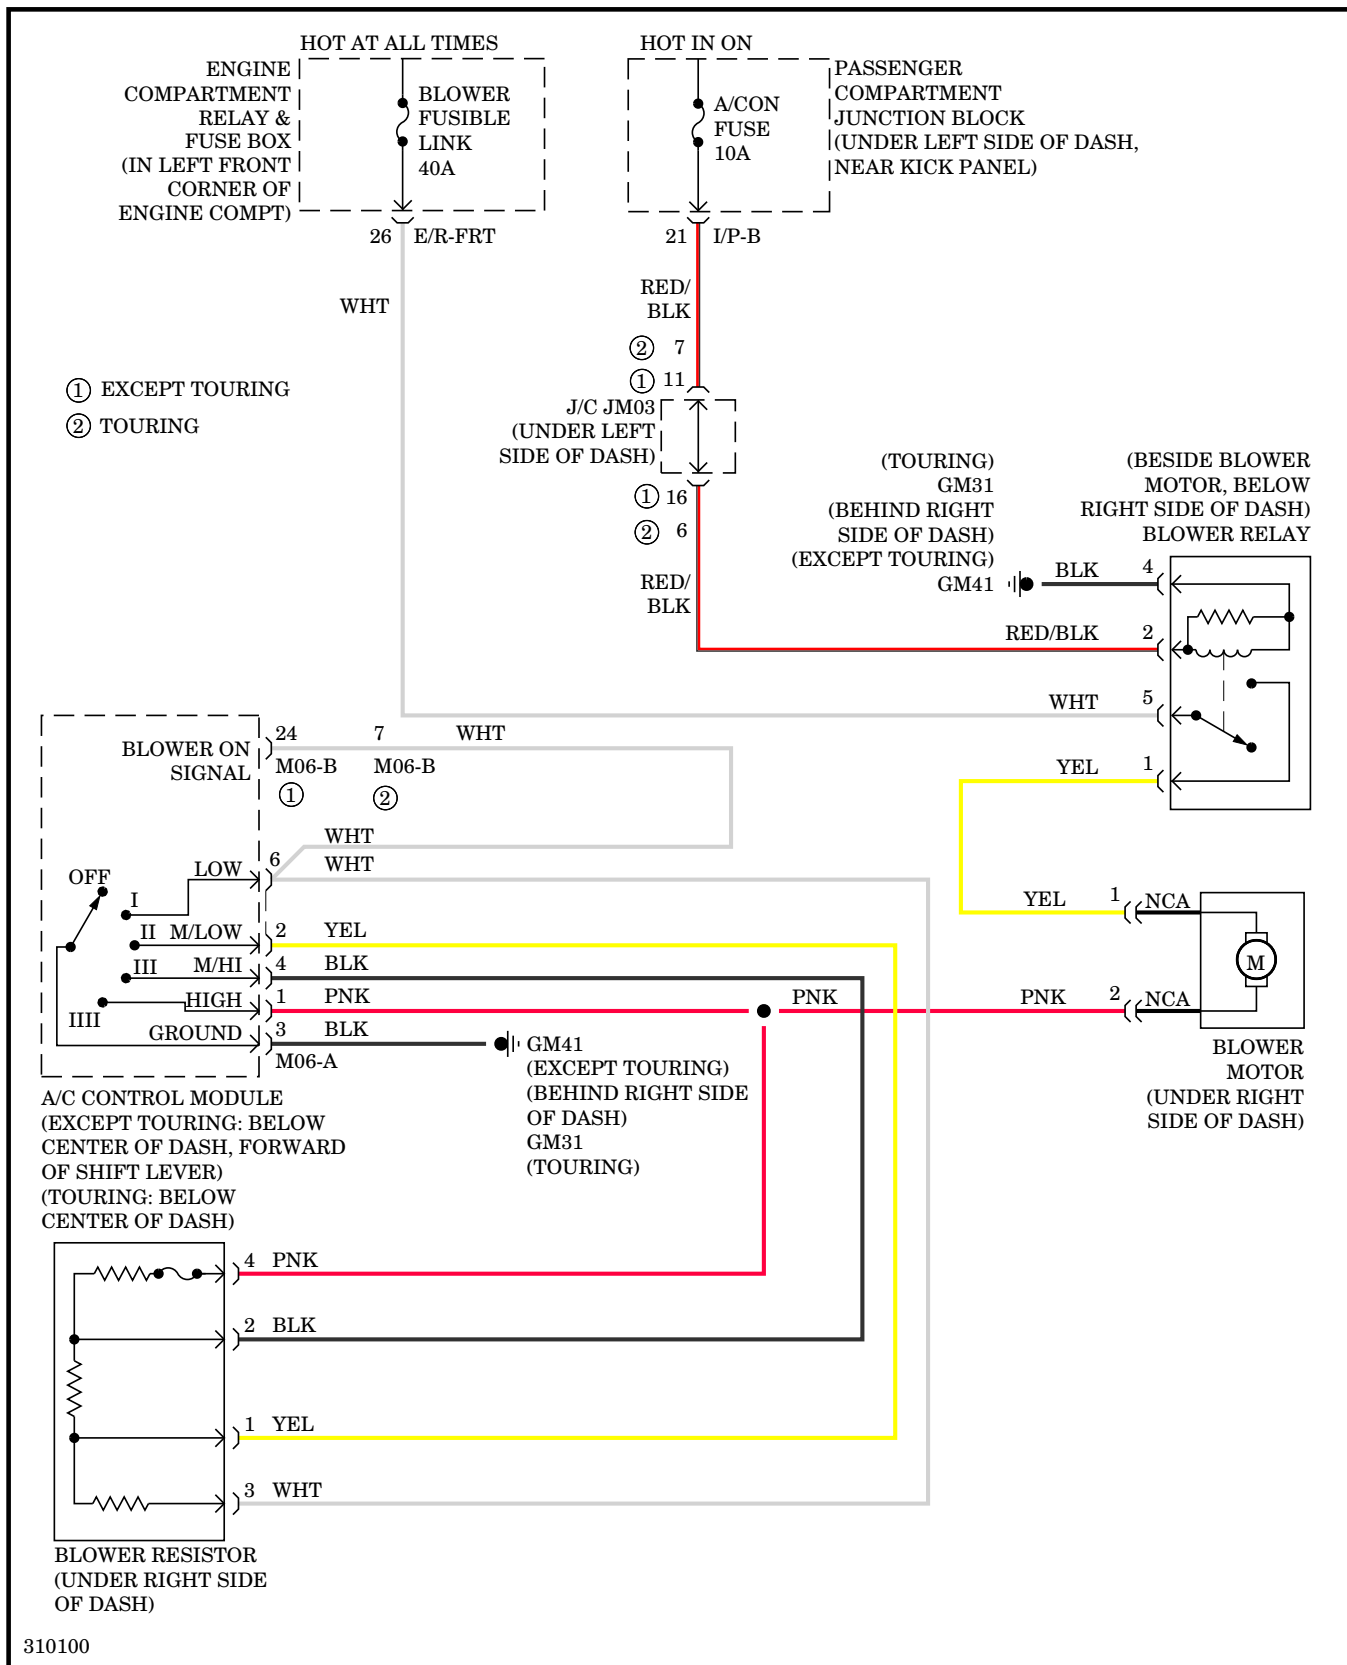 HOT AT ALL TIMES
HOT IN ON
ENGINE
COMPARTMENT
RELAY &
FUSE BOX
(IN LEFT FRONT
CORNER OF
ENGINE COMPT)
BLOWER
FUSIBLE
LINK
40A
A/CON
FUSE
10A
PASSENGER
COMPARTMENT
JUNCTION BLOCK
(UNDER LEFT SIDE OF DASH,
NEAR KICK PANEL)
26 E/R-FRT
21 I/P-B
WHT
RED/
BLK
② 7
① 11
① EXCEPT TOURING
② TOURING
J/C JM03
(UNDER LEFT
SIDE OF DASH)
① 16
② 6
RED/
BLK
(TOURING)
GM31
(BEHIND RIGHT
SIDE OF DASH)
(EXCEPT TOURING)
GM41
(BESIDE BLOWER
MOTOR, BELOW
RIGHT SIDE OF DASH)
BLOWER RELAY
BLK 4
RED/BLK 2
WHT 5
YEL 1
BLOWER ON
SIGNAL
24 7 WHT
M06-B M06-B
① ②
WHT
OFF
I
LOW 6 WHT
II M/LOW 2 YEL
III M/HI 4 BLK
IIII HIGH 1 PNK
PNK
GROUND 3 BLK
M06-A
YEL 1 NCA
M
PNK 2 NCA
BLOWER
MOTOR
(UNDER RIGHT
SIDE OF DASH)
GM41
(EXCEPT TOURING)
(BEHIND RIGHT SIDE
OF DASH)
GM31
(TOURING)
A/C CONTROL MODULE
(EXCEPT TOURING: BELOW
CENTER OF DASH, FORWARD
OF SHIFT LEVER)
(TOURING: BELOW
CENTER OF DASH)
4 PNK
2 BLK
1 YEL
3 WHT
BLOWER RESISTOR
(UNDER RIGHT SIDE
OF DASH)
310100